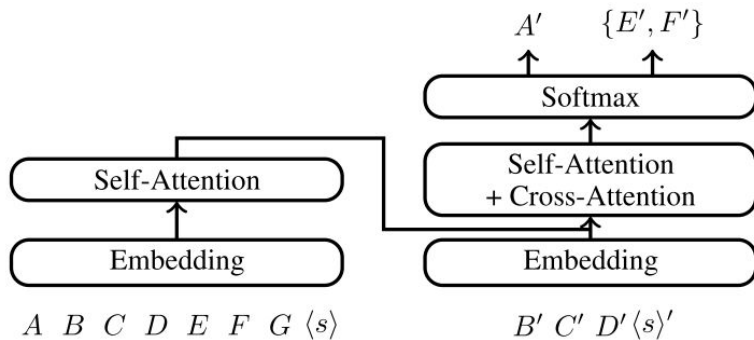 A' {E', F'}
Softmax
Self-Attention
+ Cross-Attention
Self-Attention
Embedding
Embedding
A B C D E F G ⟨s⟩
B' C' D' ⟨s⟩'